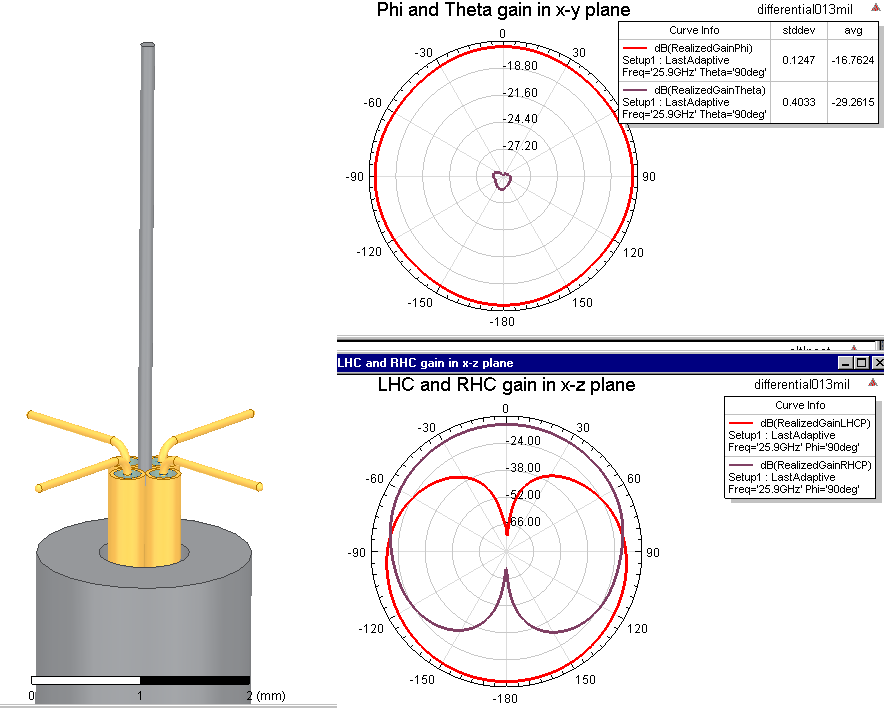 Phi and Theta gain in x-y plane
differential013mil
Curve Info stddev avg
dB(RealizedGainPhi)
Setup1 : LastAdaptive
Freq='25.9GHz' Theta='90deg'
0.1247 -16.7624
dB(RealizedGainTheta)
Setup1 : LastAdaptive
Freq='25.9GHz' Theta='90deg'
0.4033 -29.2615
0
-30 30
-18.80
-60
-21.60
-24.40
-27.20
-90 90
-120 120
-150 150
-180
LHC and RHC gain in x-z plane
LHC and RHC gain in x-z plane
differential013mil
Curve Info
dB(RealizedGainLHCP)
Setup1 : LastAdaptive
Freq='25.9GHz' Phi='90deg'
dB(RealizedGainRHCP)
Setup1 : LastAdaptive
Freq='25.9GHz' Phi='90deg'
0
-30 30
-24.00
-38.00
-60 60
-52.00
-66.00
-90 90
-120 120
-150 150
-180
0 1 2 (mm)